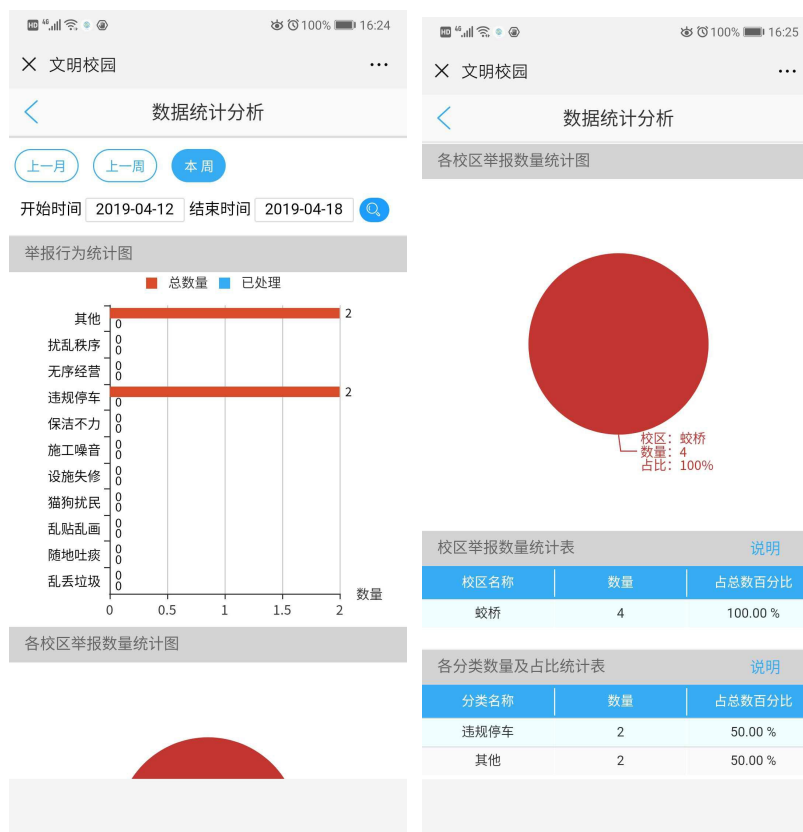 HD 46 100% 16:24
文明校园
数据统计分析
上一月 上一周 本周
开始时间 2019-04-12 结束时间 2019-04-18
举报行为统计图
总数量 已处理
其他 2
0
扰乱秩序 0
0
无序经营 0
0
违规停车 2
0
保洁不力 0
0
施工噪音 0
0
设施失修 0
0
猫狗扰民 0
0
乱贴乱画 0
0
随地吐痰 0
0
乱丢垃圾 0
0
数量
0 0.5 1 1.5 2
各校区举报数量统计图
HD 46 100% 16:25
文明校园
数据统计分析
各校区举报数量统计图
校区：蛟桥
数量：4
占比：100%
校区举报数量统计表 说明
校区名称 数量 占总数百分比
蛟桥 4 100.00 %
各分类数量及占比统计表 说明
分类名称 数量 占总数百分比
违规停车 2 50.00 %
其他 2 50.00 %